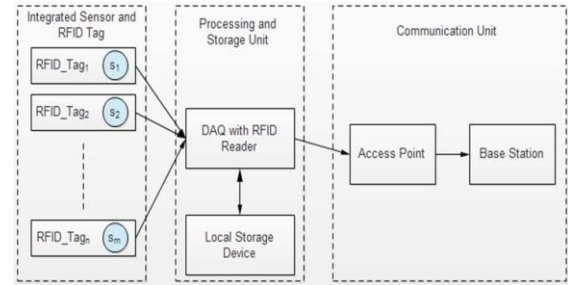 Integrated Sensor and
RFID Tag
RFID_Tag₁ S₁
RFID_Tag₂ S₂
RFID_Tagₙ Sₘ
Processing and
Storage Unit
DAQ with RFID
Reader
Local Storage
Device
Communication Unit
Access Point
Base Station